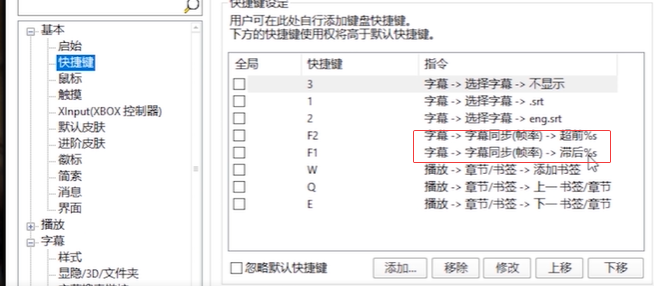 基本
启始
快捷键
鼠标
触摸
XInput(XBOX 控制器)
默认皮肤
进阶皮肤
徽标
简索
消息
界面
播放
字幕
样式
显隐/3D/文件夹
快捷键设定
用户可在此处自行添加键盘快捷键。
下方的快捷键使用权将高于默认快捷键。
全局 快捷键 指令
3 字幕 -> 选择字幕 -> 不显示
1 字幕 -> 选择字幕 -> .srt
2 字幕 -> 选择字幕 -> eng.srt
F2 字幕 -> 字幕同步(帧率) -> 超前%s
F1 字幕 -> 字幕同步(帧率) -> 滞后%s
W 播放 -> 章节/书签 -> 添加书签
Q 播放 -> 章节/书签 -> 上一 书签/章节
E 播放 -> 章节/书签 -> 下一 书签/章节
忽略默认快捷键 添加... 移除 修改 上移 下移